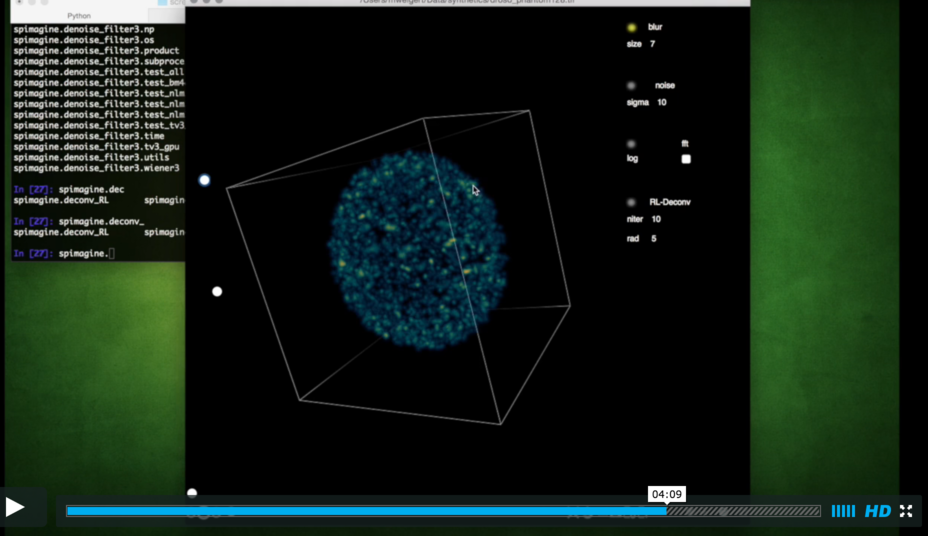 Python
spimagine.denoise_filter3.np
spimagine.denoise_filter3.os
spimagine.denoise_filter3.product
spimagine.denoise_filter3.subproce
spimagine.denoise_filter3.test_all
spimagine.denoise_filter3.test_bm4
spimagine.denoise_filter3.test_nlm
spimagine.denoise_filter3.test_nlm
spimagine.denoise_filter3.test_nlm
spimagine.denoise_filter3.test_tv3
spimagine.denoise_filter3.time
spimagine.denoise_filter3.tv3_gpu
spimagine.denoise_filter3.utils
spimagine.denoise_filter3.wiener3
In [27]: spimagine.dec
spimagine.deconv_RL spimagin
In [27]: spimagine.deconv_
spimagine.deconv_RL spimagin
In [27]: spimagine.
blur
size 7
noise
sigma 10
fft
log
RL-Deconv
niter 10
rad 5
04:09
HD